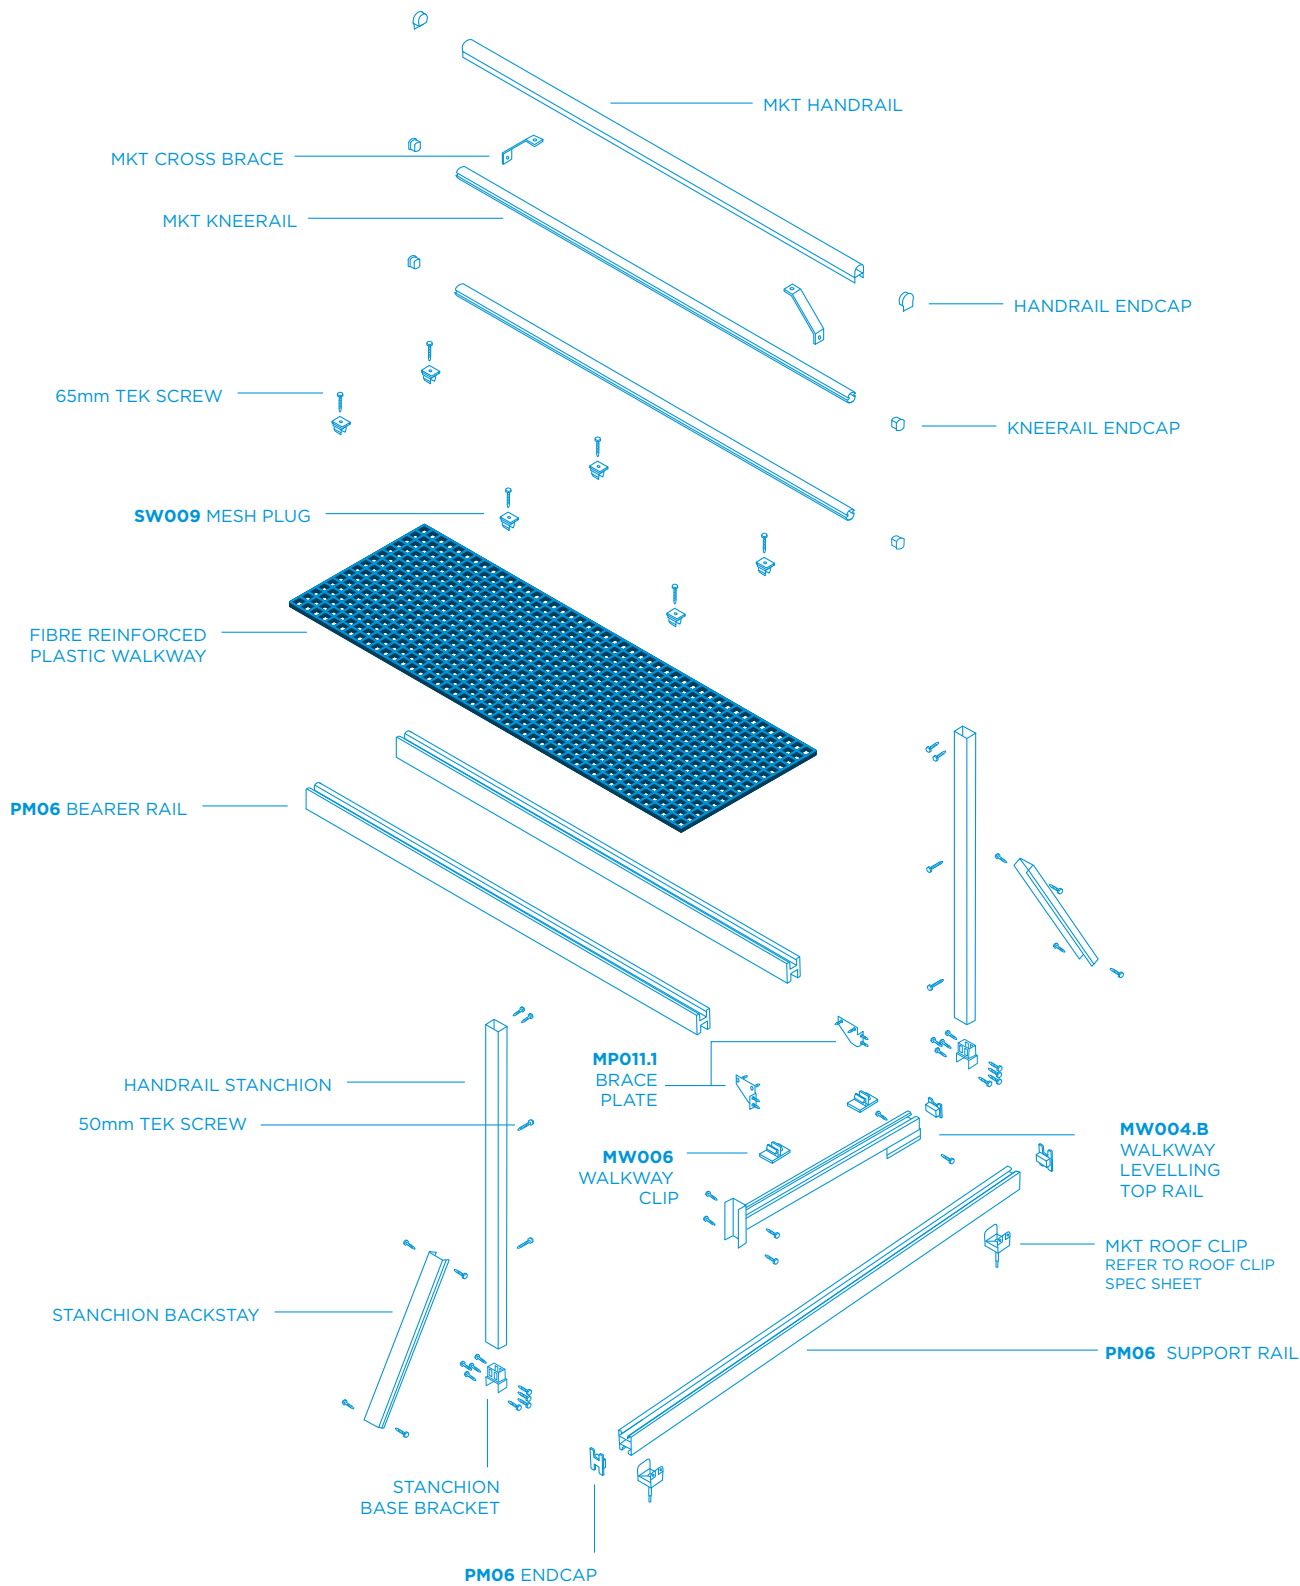 MKT HANDRAIL
MKT CROSS BRACE
MKT KNEERAIL
HANDRAIL ENDCAP
65mm TEK SCREW
KNEERAIL ENDCAP
SW009 MESH PLUG
FIBRE REINFORCED
PLASTIC WALKWAY
PM06 BEARER RAIL
MP011.1
BRACE
PLATE
HANDRAIL STANCHION
50mm TEK SCREW
MW006
WALKWAY
CLIP
MW004.B
WALKWAY
LEVELLING
TOP RAIL
MKT ROOF CLIP
REFER TO ROOF CLIP
SPEC SHEET
STANCHION BACKSTAY
PM06 SUPPORT RAIL
STANCHION
BASE BRACKET
PM06 ENDCAP